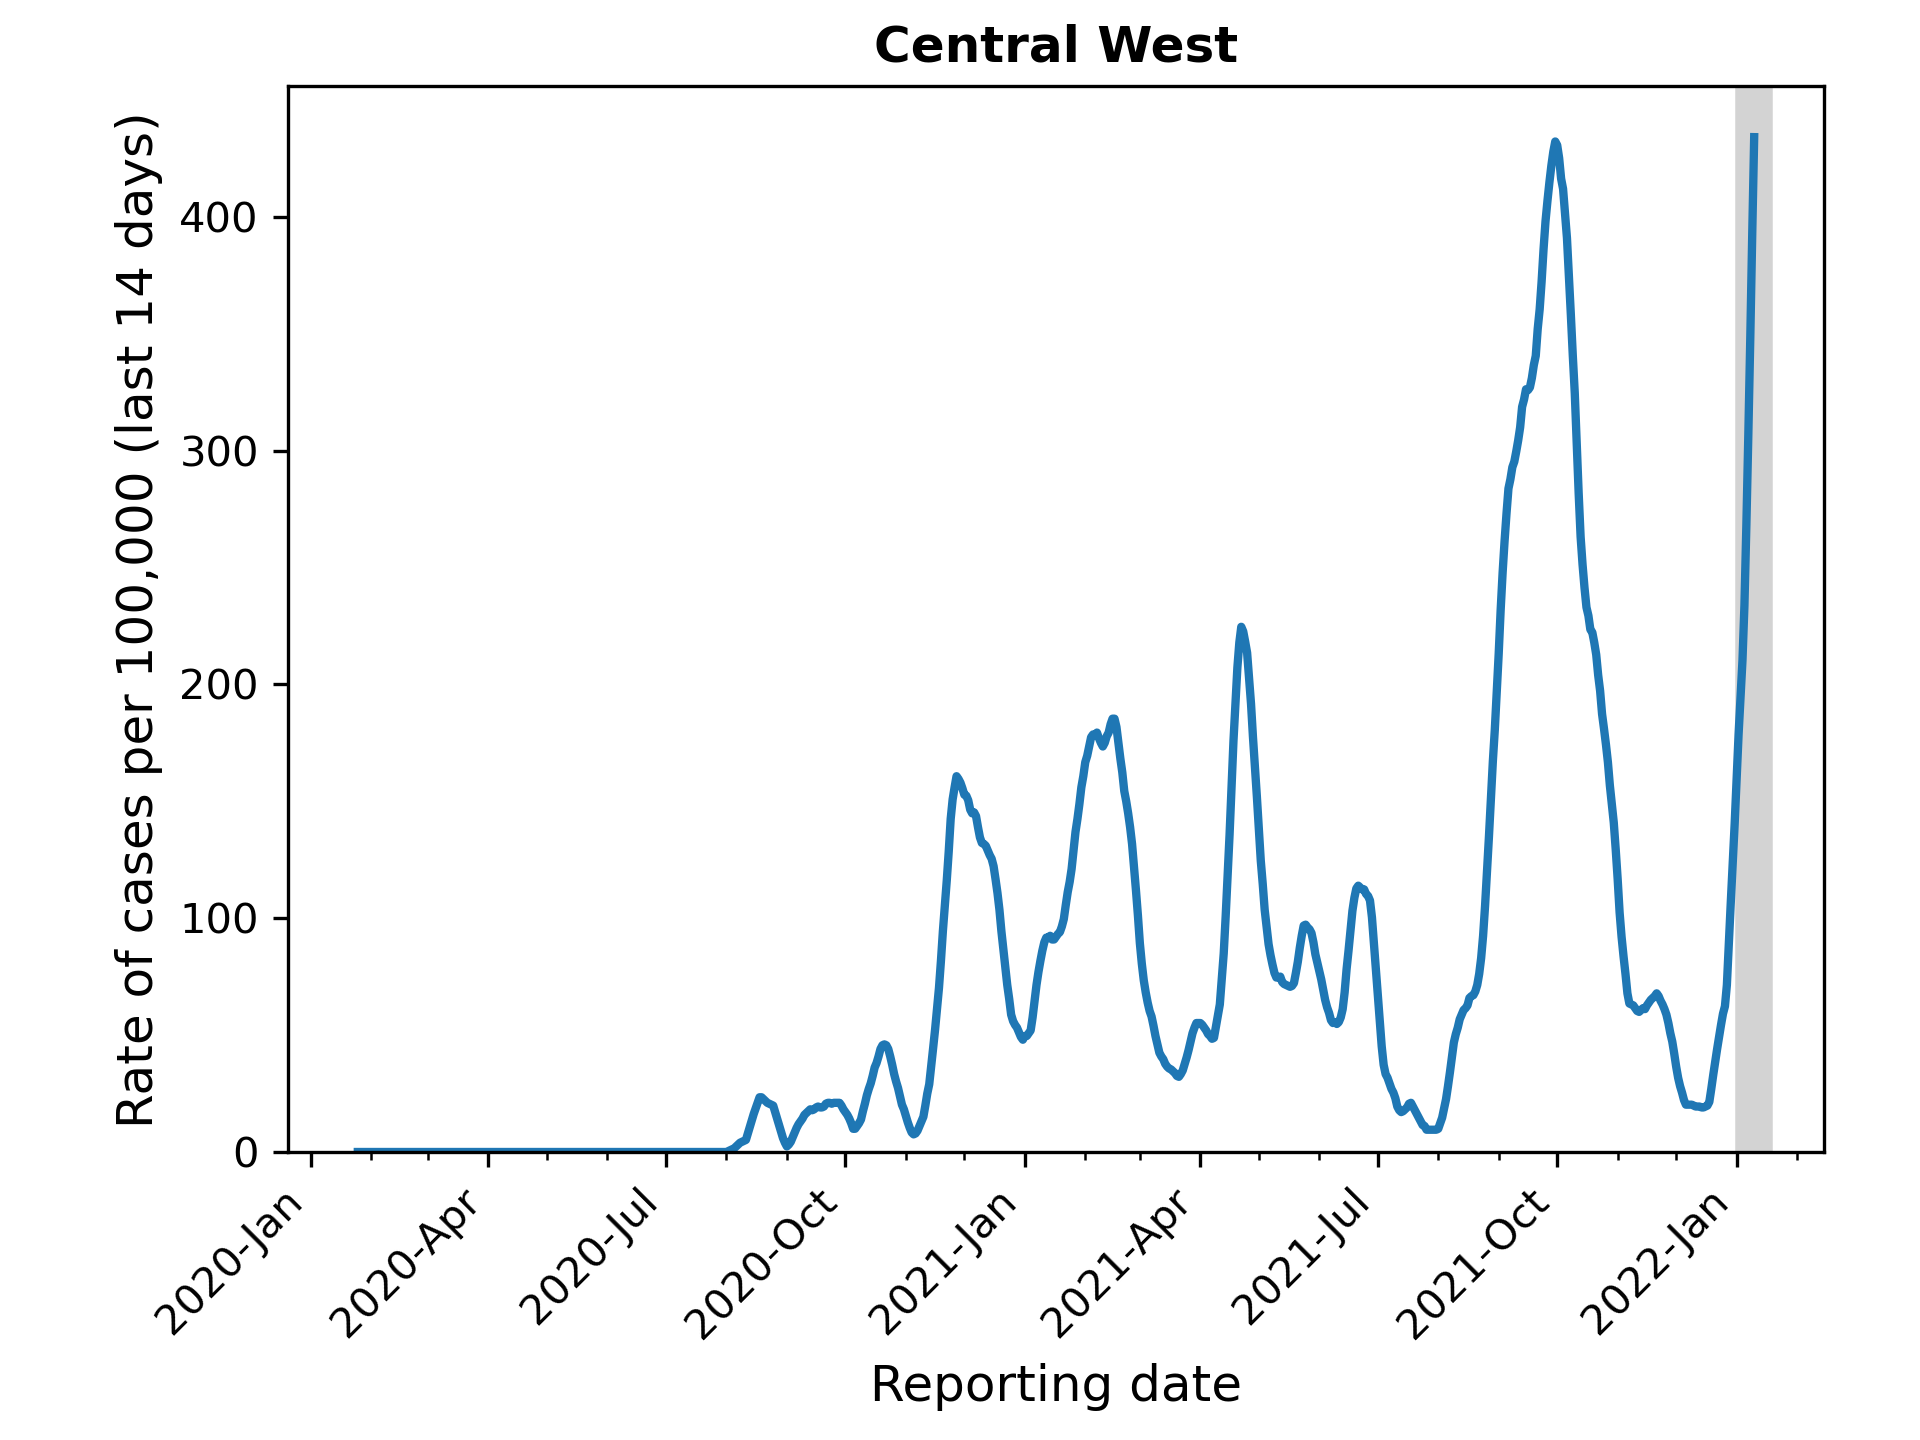 Central West
Rate of cases per 100,000 (last 14 days)
400
300
200
100
0
2020-Jan
2020-Apr
2020-Jul
2020-Oct
2021-Jan
2021-Apr
2021-Jul
2021-Oct
2022-Jan
Reporting date